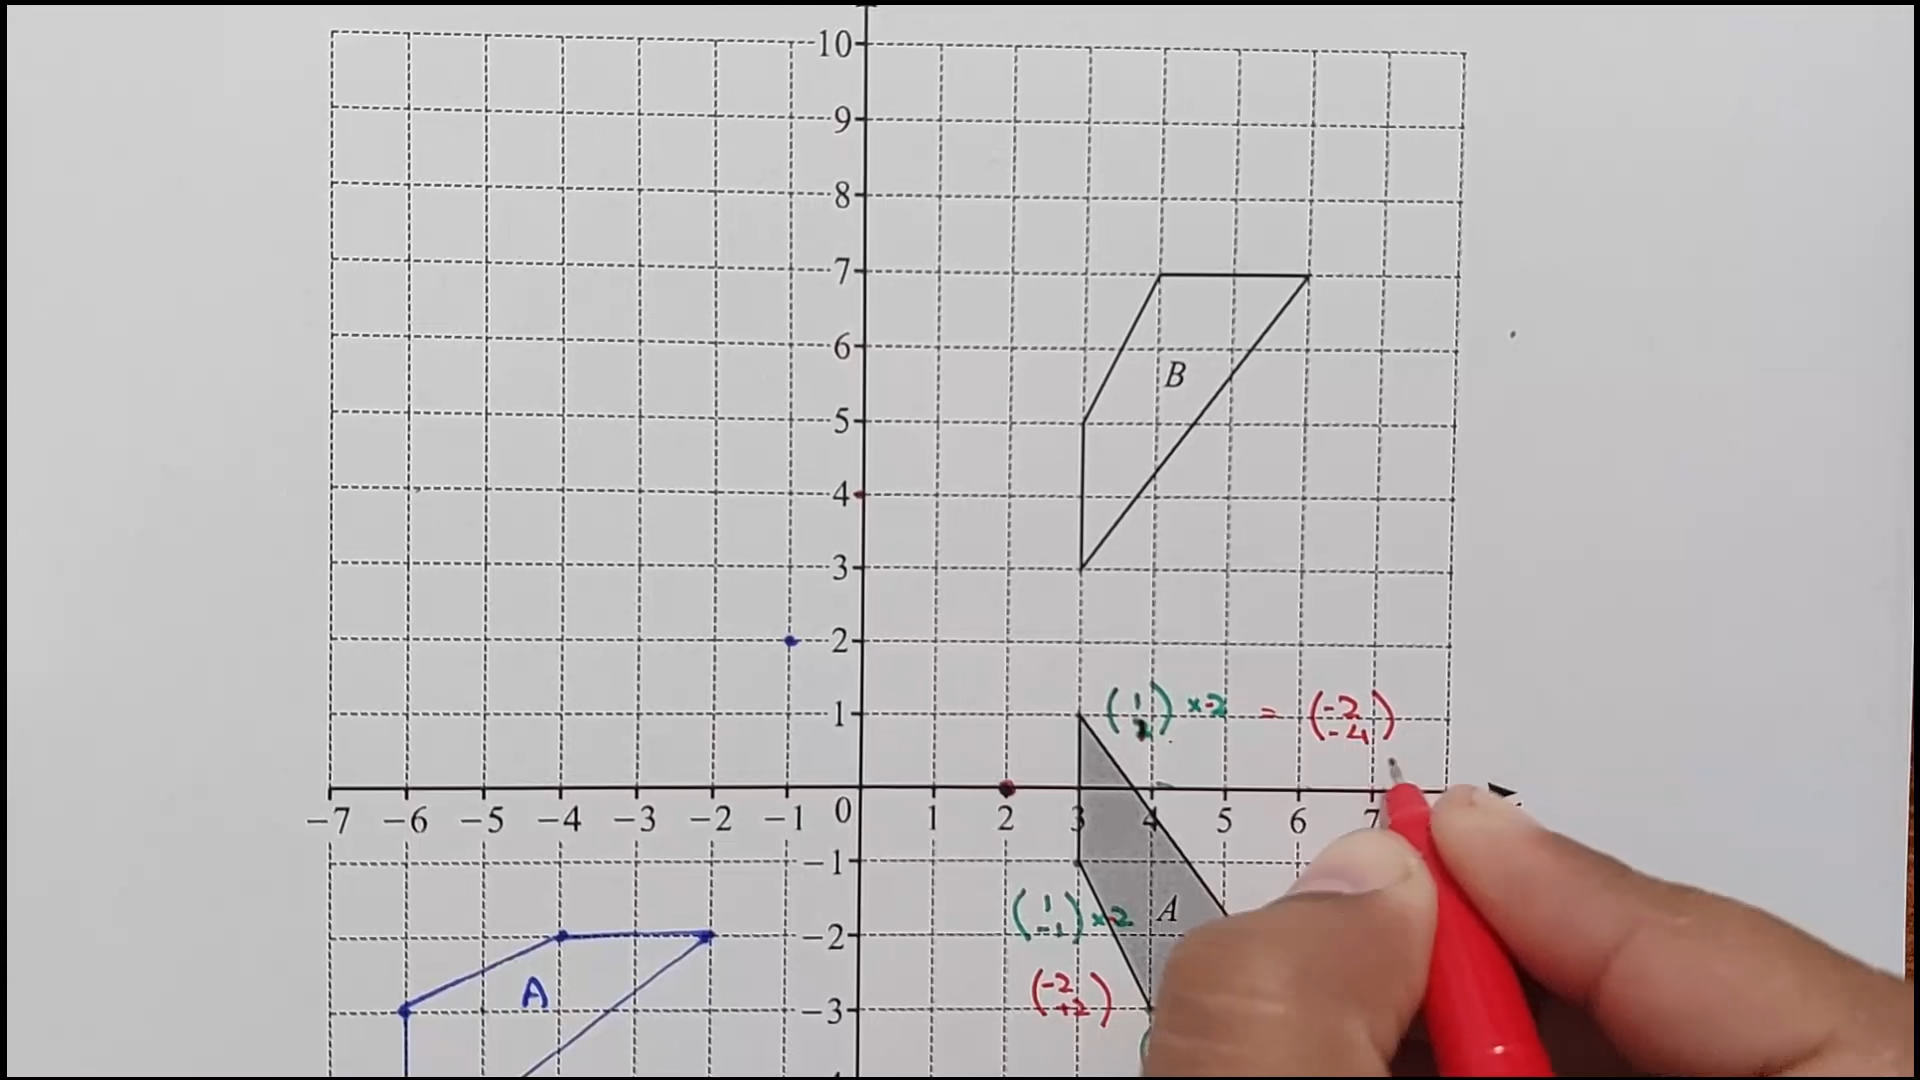 10
9
8
7
6
B
5
4
3
2
1
( 1 ) ×-2 = ( -2 -4 )
-7 -6 -5 -4 -3 -2 -1 0 1 2 3 4 5 6 7
-1
( 1 -1 ) ×-2 A
-2
A ( -2 +2 )
-3